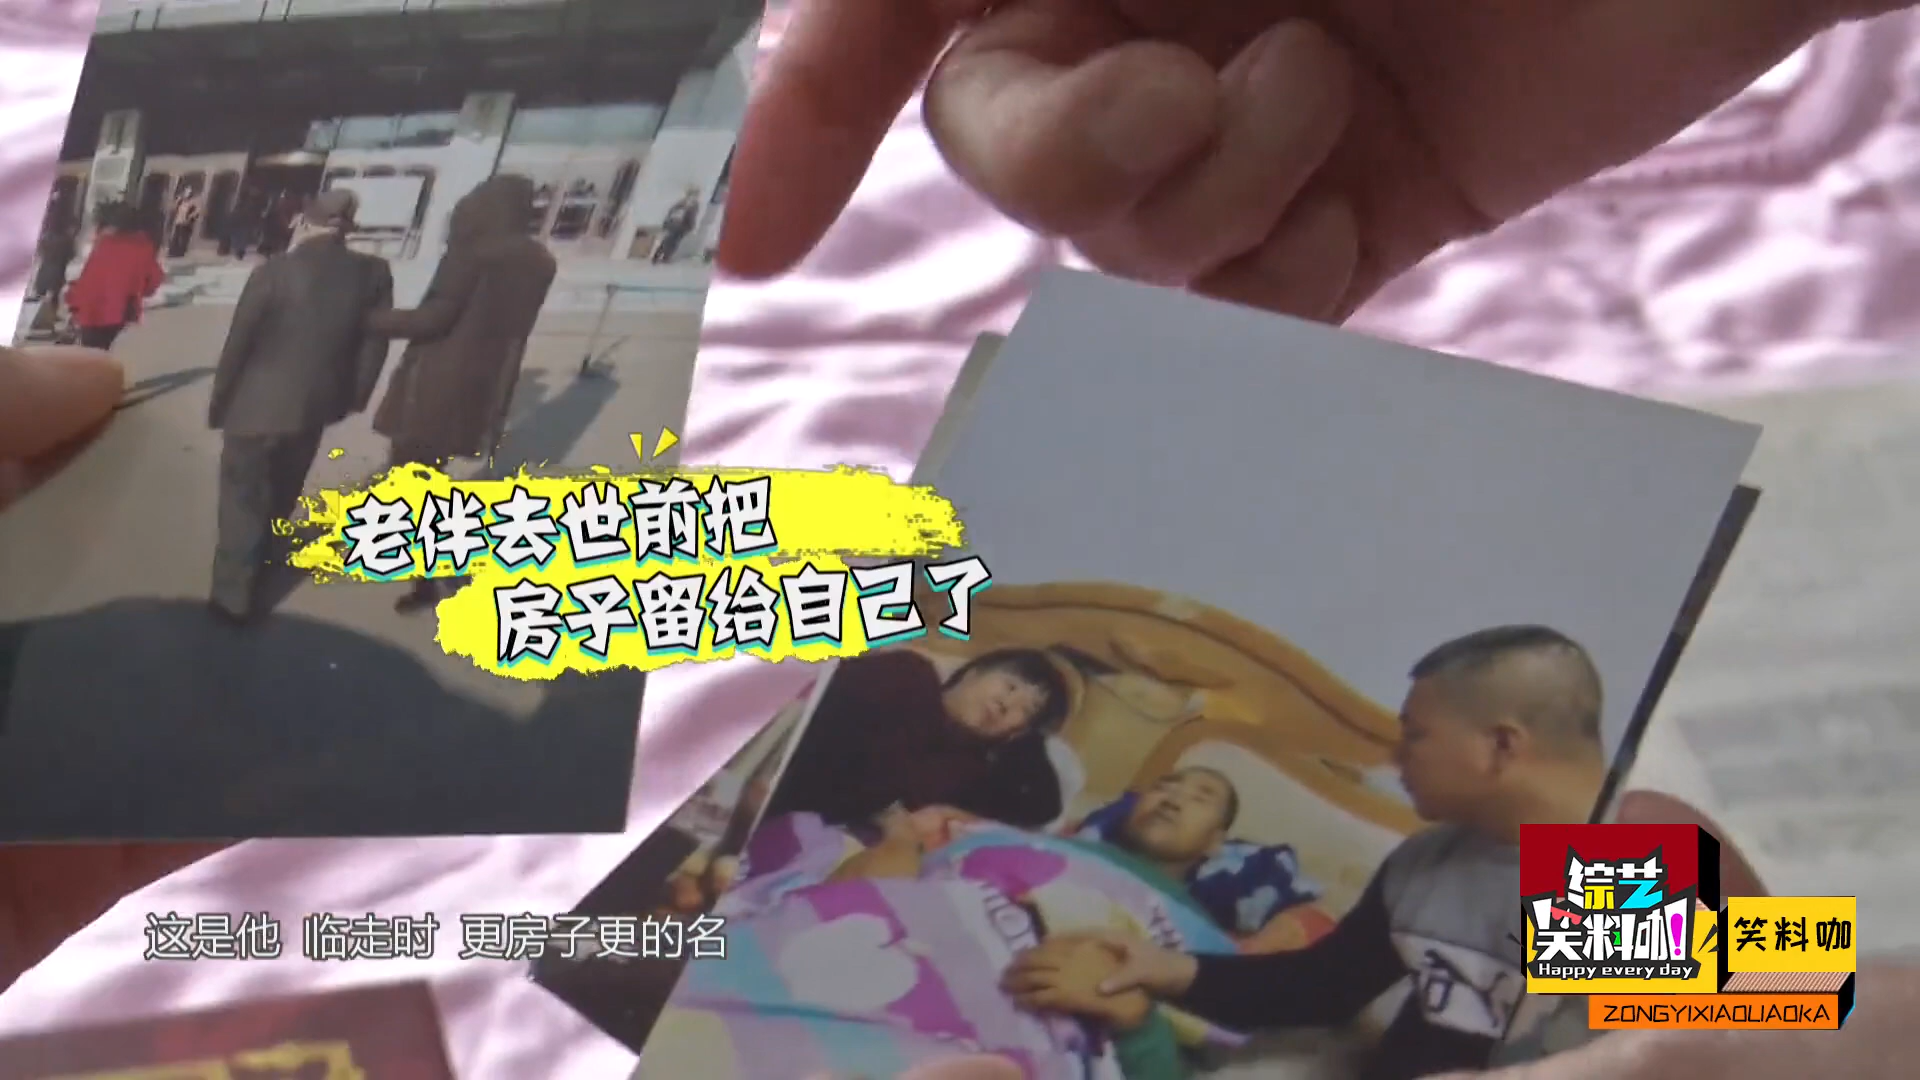 老伴去世前把
房子留给自己了
这是他 临走时 更房子更的名
综艺
笑料咖!
Happy every day
笑料咖
ZONGYIXIAOLIAOKA